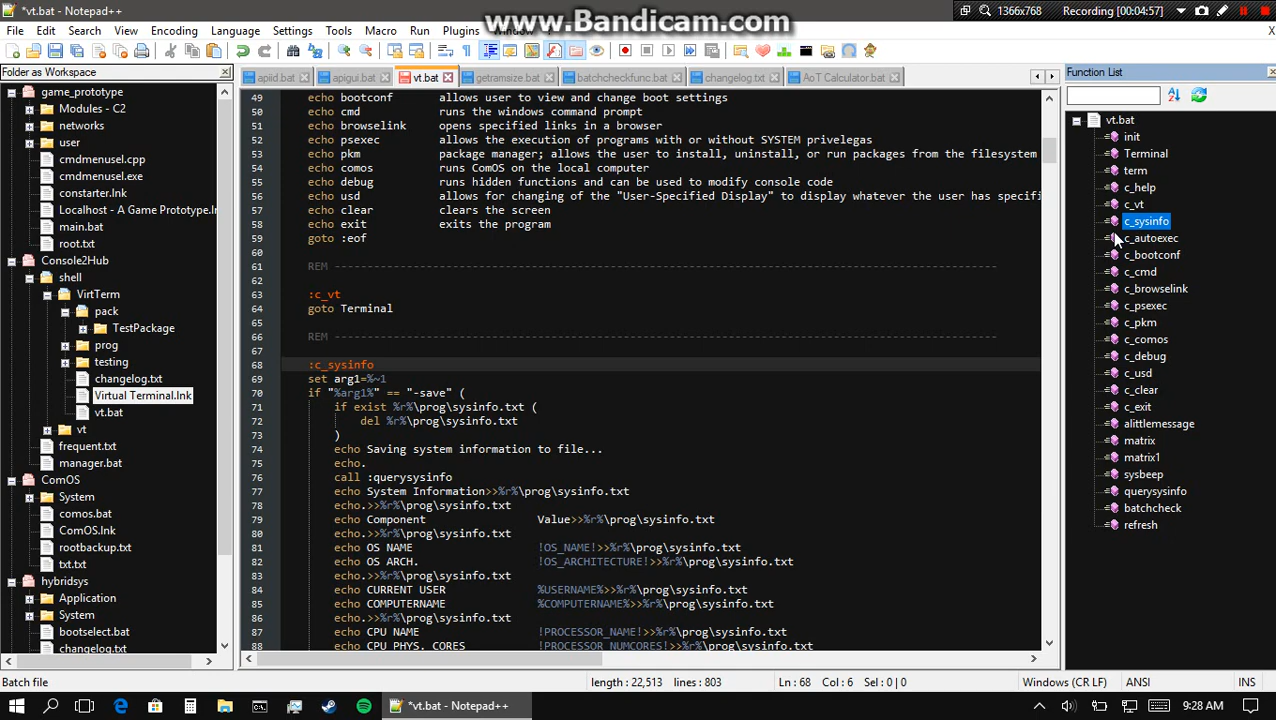 *vt.bat - Notepad++
www.Bandicam.com
1366x768
Recording [00:04:57]
File Edit Search View Encoding Language Settings Tools Macro Run Plugins Window
X
Folder as Workspace
game_prototype
Modules - C2
networks
user
cmdmenusel.cpp
cmdmenusel.exe
constarter.lnk
Localhost - A Game Prototype.ln
main.bat
root.txt
Console2Hub
shell
VirtTerm
pack
TestPackage
prog
testing
changelog.txt
Virtual Terminal.lnk
vt.bat
vt
frequent.txt
manager.bat
ComOS
System
comos.bat
ComOS.lnk
rootbackup.txt
txt.txt
hybridsys
Application
System
bootselect.bat
changelog.txt
apiid.bat apigui.bat vt.bat getramsize.bat batchcheckfunc.bat changelog.txt AoT Calculator.bat
49 echo bootconf allows user to view and change boot settings
50 echo cmd runs the windows command prompt
51 echo browselink opens specified links in a browser
52 echo psexec allows the execution of programs with or without SYSTEM privelegas
53 echo pkm package manager; allows the user to install, uninstall, or run packages from the filesystem
54 echo comos runs ComOS on the local computer
55 echo debug runs hidden functions and can be used to modify console code
56 echo usd allows for changing of the "User-Specified Display" to display whatever the user has specifi
57 echo clear clears the screen
58 echo exit exits the program
59 goto :eof
60
61 REM ----------------------------------------------------------------------------------------------------
62
63 :c_vt
64 goto Terminal
65
66 REM ----------------------------------------------------------------------------------------------------
67
68 :c_sysinfo
69 set arg1=%~1
70 if "%arg1%" == "-save" (
71 if exist %r%\prog\sysinfo.txt (
72 del %r%\prog\sysinfo.txt
73 )
74 echo Saving system information to file...
75 echo.
76 call :querysysinfo
77 echo System Information>>%r%\prog\sysinfo.txt
78 echo.>>%r%\prog\sysinfo.txt
79 echo Component Value>>%r%\prog\sysinfo.txt
80 echo.>>%r%\prog\sysinfo.txt
81 echo OS NAME !OS_NAME!>>%r%\prog\sysinfo.txt
82 echo OS ARCH. !OS_ARCHITECTURE!>>%r%\prog\sysinfo.txt
83 echo.>>%r%\prog\sysinfo.txt
84 echo CURRENT USER %USERNAME%>>%r%\prog\sysinfo.txt
85 echo COMPUTERNAME %COMPUTERNAME%>>%r%\prog\sysinfo.txt
86 echo.>>%r%\prog\sysinfo.txt
87 echo CPU NAME !PROCESSOR_NAME!>>%r%\prog\sysinfo.txt
88 echo CPU PHYS. CORES !PROCESSOR_NUMCORES!>>%r%\prog\sysinfo.txt
Function List
vt.bat
init
Terminal
term
c_help
c_vt
c_sysinfo
c_autoexec
c_bootconf
c_cmd
c_browselink
c_psexec
c_pkm
c_comos
c_debug
c_usd
c_clear
c_exit
alittlemessage
matrix
matrix1
sysbeep
querysysinfo
batchcheck
refresh
Batch file
length : 22,513 lines : 803
Ln : 68 Col : 6 Sel : 0 | 0
Windows (CR LF)
ANSI
INS
*vt.bat - Notepad++
9:28 AM